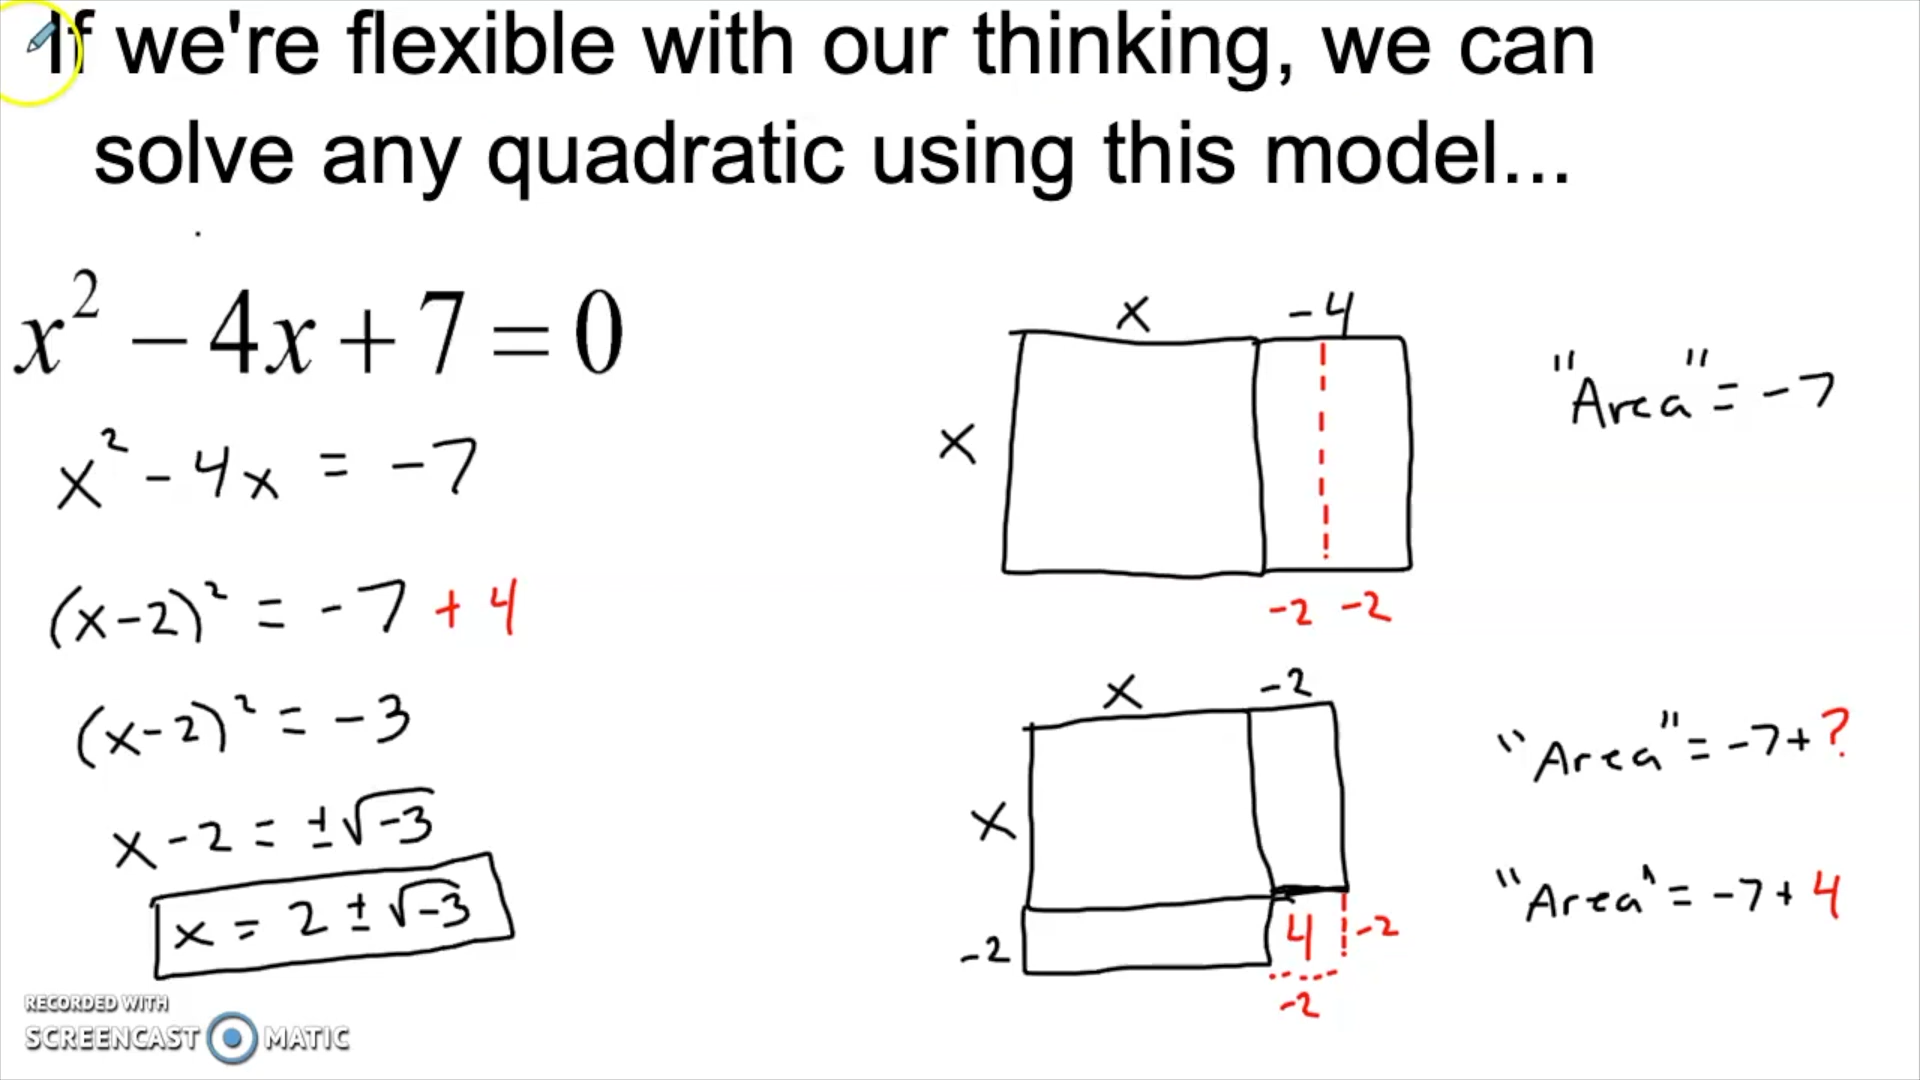 If we're flexible with our thinking, we can
solve any quadratic using this model...
x² − 4x + 7 = 0
x² - 4x = -7
(x-2)² = -7 + 4
(x-2)² = -3
x - 2 = ±√-3
x = 2 ± √-3
x -4
x
"Area" = -7
-2 -2
x -2
x
"Area" = -7+?
-2 4 -2
-2
"Area" = -7+4
RECORDED WITH
SCREENCAST MATIC